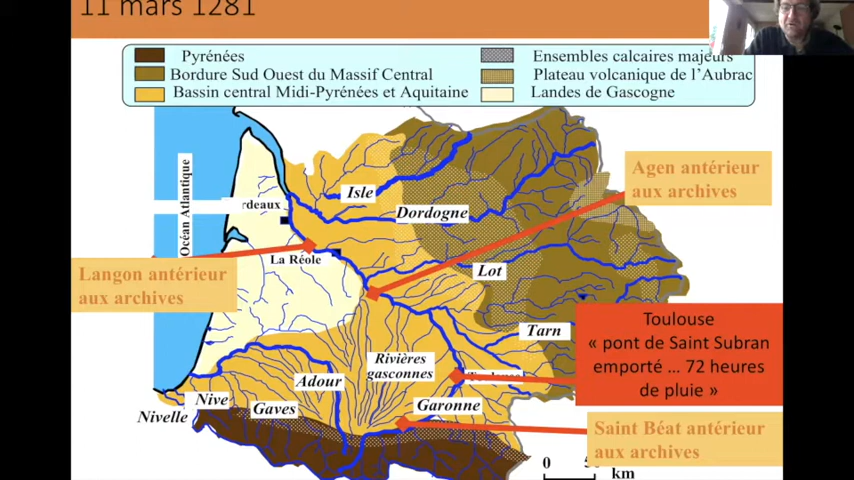 11 mars 1281
Pyrénées
Bordure Sud Ouest du Massif Central
Bassin central Midi-Pyrénées et Aquitaine
Ensembles calcaires majeurs
Plateau volcanique de l'Aubrac
Landes de Gascogne
Agen antérieur
aux archives
Océan Atlantique
Isle
rdeaux
Dordogne
La Réole
Langon antérieur
aux archives
Lot
Toulouse
« pont de Saint Subran
emporté ... 72 heures
de pluie »
Tarn
Rivières
gasconnes
Adour
Nive
Nivelle
Gaves
Garonne
Saint Béat antérieur
aux archives
0
km